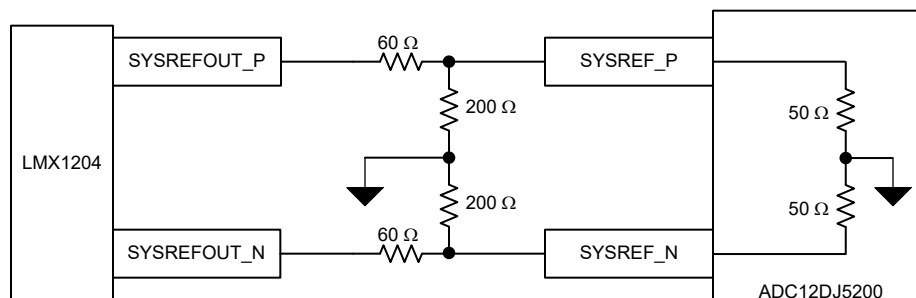 60 Ω
SYSREFOUT_P
SYSREF_P
200 Ω
50 Ω
LMX1204
200 Ω
50 Ω
60 Ω
SYSREFOUT_N
SYSREF_N
ADC12DJ5200